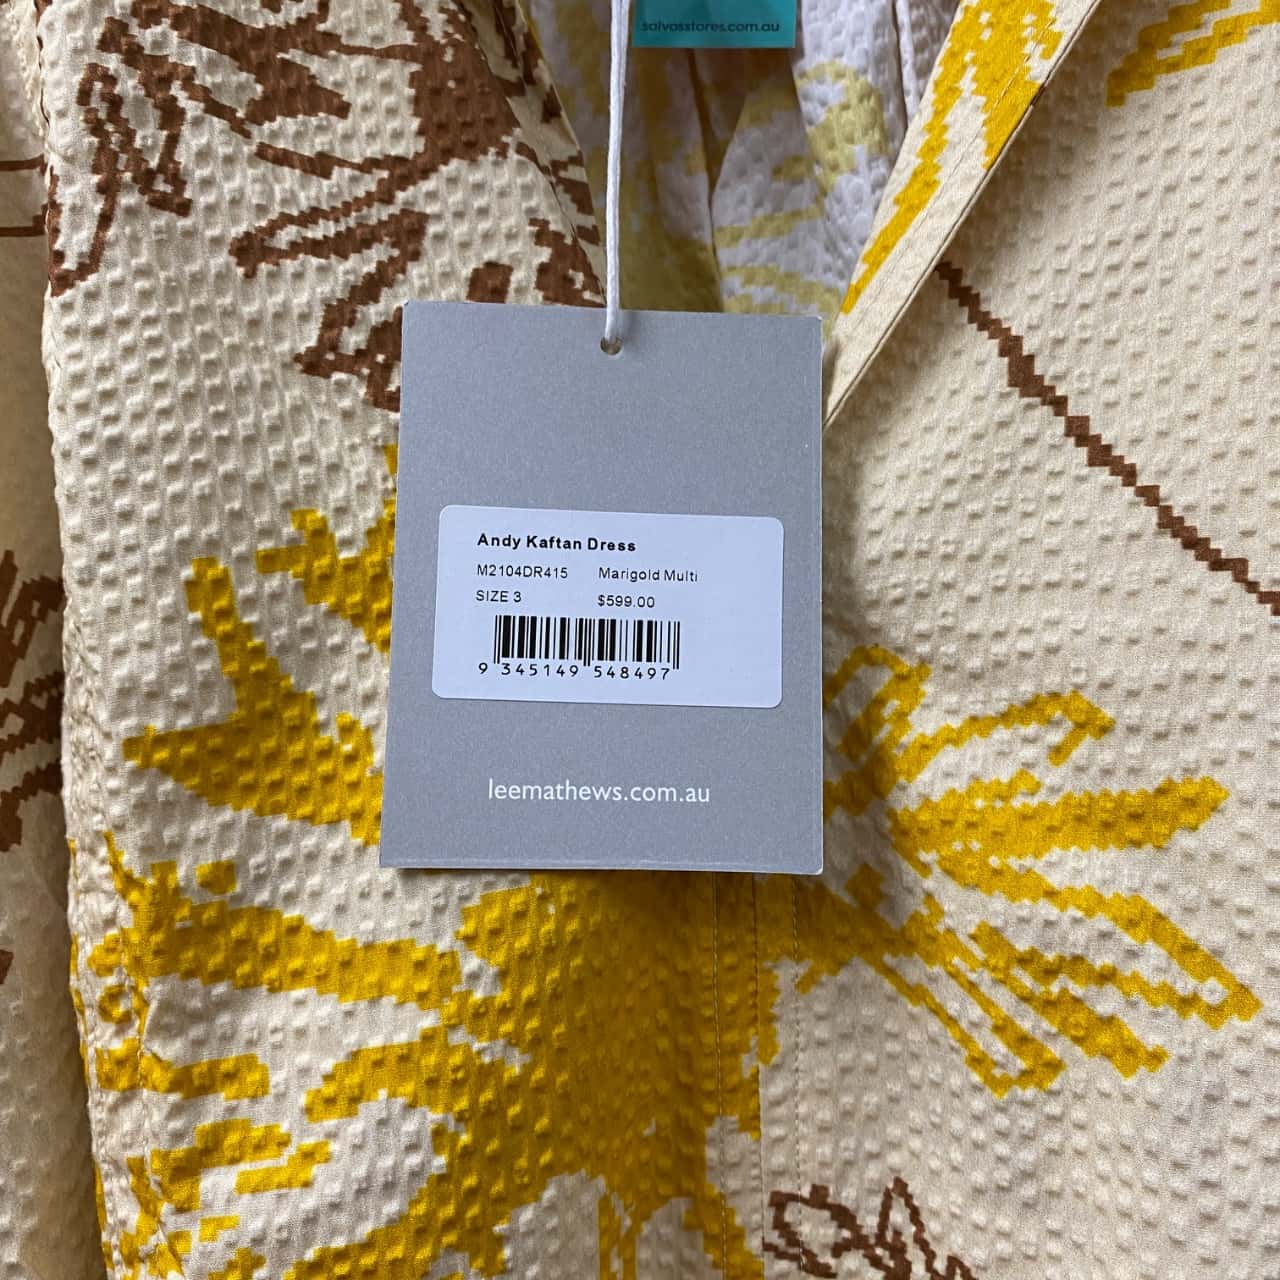 salvosstores.com.au
Andy Kaftan Dress
M2104DR415 Marigold Multi
SIZE 3 $599.00
9 345149 548497
leemathews.com.au